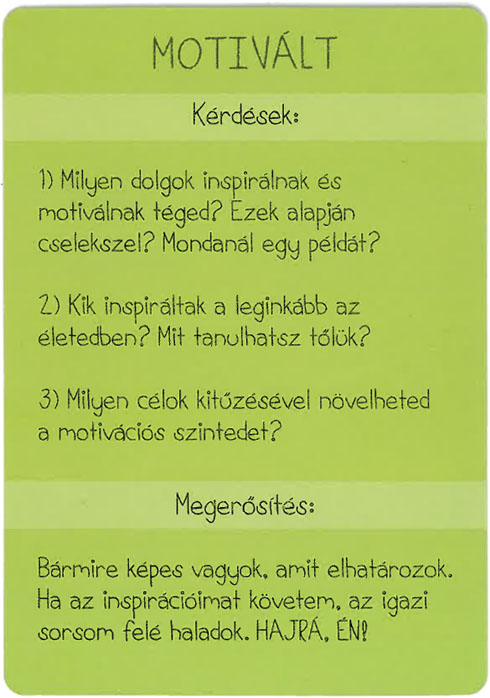 MOTIVÁLT
Kérdések:
1) Milyen dolgok inspirálnak és
motiválnak téged? Ezek alapján
cselekszel? Mondanál egy példát?
2) Kik inspiráltak a leginkább az
életedben? Mit tanulhatsz tőlük?
3) Milyen célok kitűzésével növelheted
a motivációs szintedet?
Megerősítés:
Bármire képes vagyok, amit elhatározok.
Ha az inspirációimat követem, az igazi
sorsom felé haladok. HAJRÁ, ÉN!